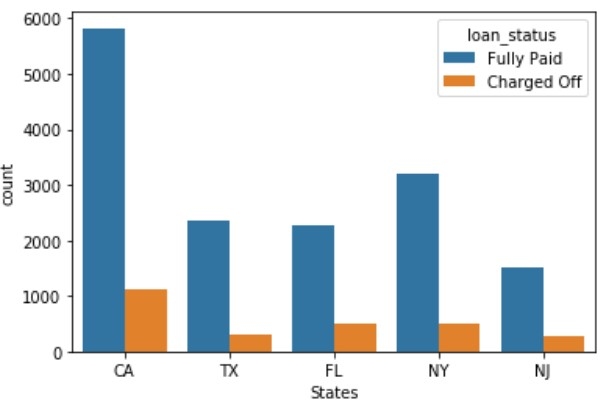 6000
5000
4000
3000
2000
1000
0
count
loan_status
Fully Paid
Charged Off
CA TX FL NY NJ
States